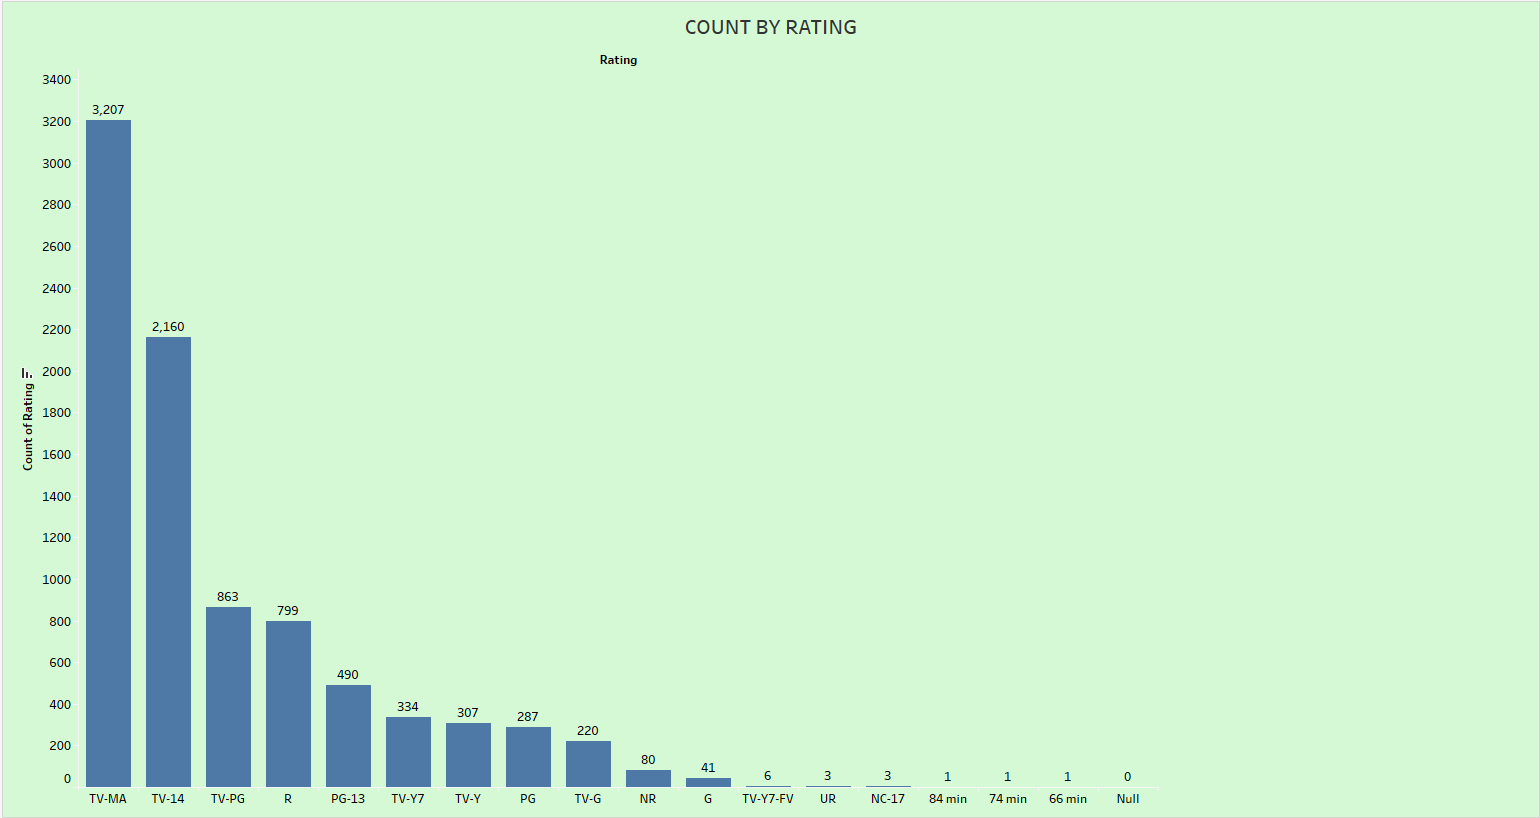 COUNT BY RATING
Rating
Count of Rating
3400
3200
3000
2800
2600
2400
2200
2000
1800
1600
1400
1200
1000
800
600
400
200
0
3,207
2,160
863
799
490
334
307
287
220
80
41
6
3
3
1
1
1
0
TV-MA
TV-14
TV-PG
R
PG-13
TV-Y7
TV-Y
PG
TV-G
NR
G
TV-Y7-FV
UR
NC-17
84 min
74 min
66 min
Null